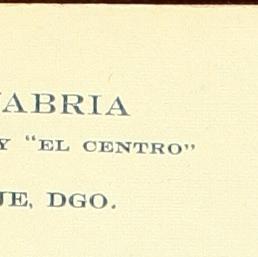 ABRIA
Y "EL CENTRO"
JE, DGO.